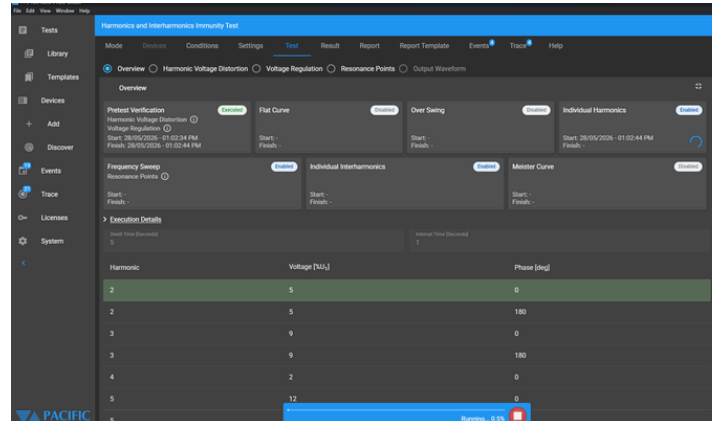 File Edit View Window Help
Harmonics and Interharmonics Immunity Test
Tests
Library
Templates
Devices
Add
Discover
19
Events
21
Trace
Licenses
System
PACIFIC
Mode Devices Conditions Settings Test Result Report Report Template Events 4 Trace 4 Help
Overview Harmonic Voltage Distortion Voltage Regulation Resonance Points Output Waveform
Overview
Pretest Verification Executed
Harmonic Voltage Distortion
Voltage Regulation
Start: 28/05/2026 - 01:02:34 PM
Finish: 28/05/2026 - 01:02:44 PM
Flat Curve Disabled
Start: -
Finish: -
Over Swing Disabled
Start: -
Finish: -
Individual Harmonics Enabled
Start: 28/05/2026 - 01:02:44 PM
Finish: -
Frequency Sweep Enabled
Resonance Points
Start: -
Finish: -
Individual Interharmonics Enabled
Start: -
Finish: -
Meister Curve Disabled
Start: -
Finish: -
Execution Details
Dwell Time [Seconds]
5
Interval Time [Seconds]
1
Harmonic Voltage [%U₁] Phase [deg]
2 5 0
2 5 180
3 9 0
3 9 180
4 2 0
5 12 0
5
Running... 0.5%